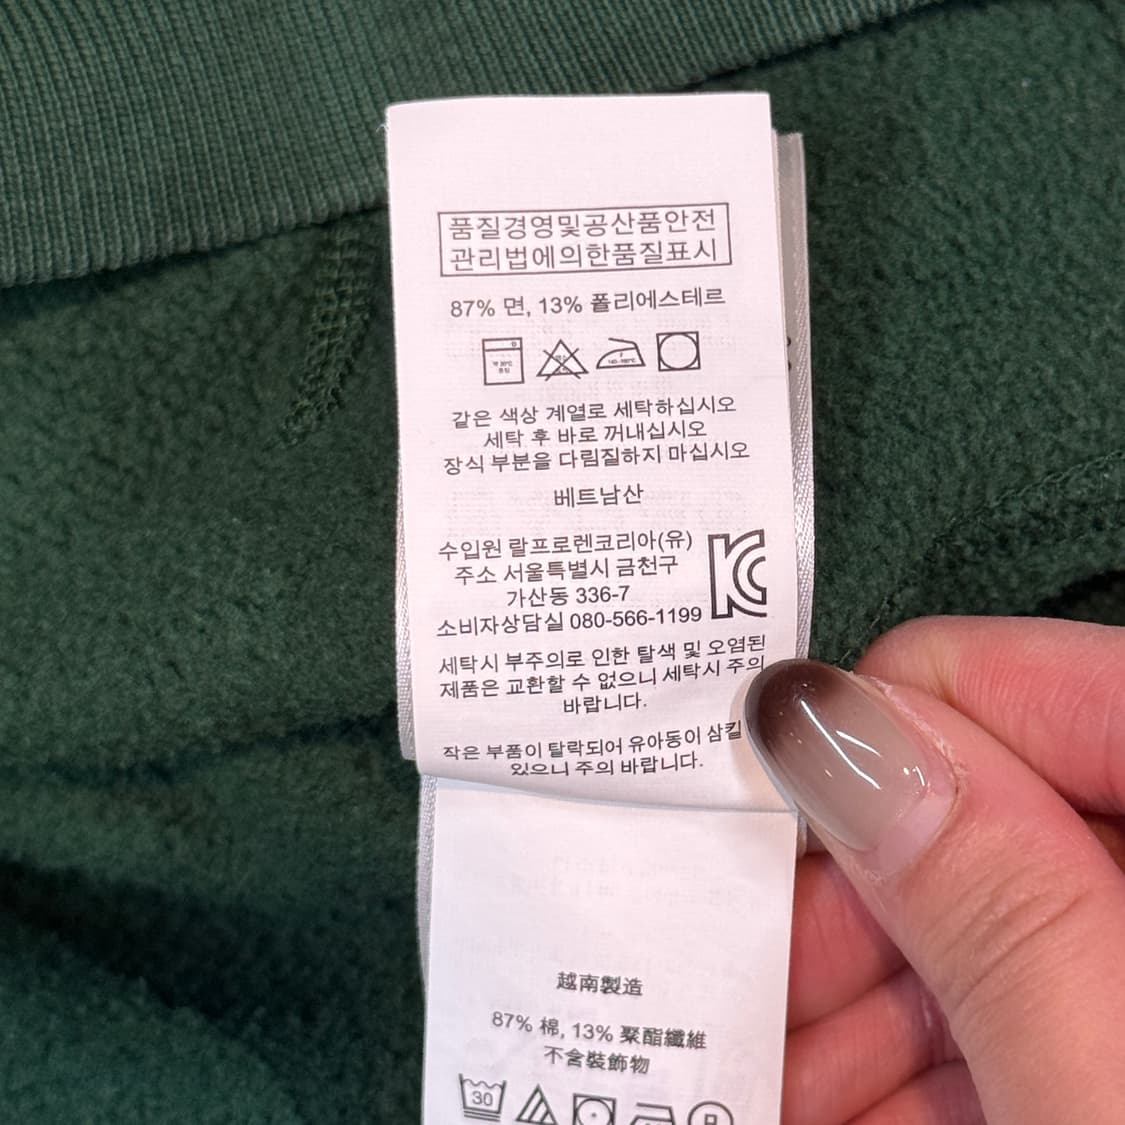 품질경영및공산품안전
관리법에의한품질표시
87% 면, 13% 폴리에스테르
약 30℃
중성
140~160℃
같은 색상 계열로 세탁하십시오
세탁 후 바로 꺼내십시오
장식 부분을 다림질하지 마십시오
베트남산
수입원 랄프로렌코리아(유)
주소 서울특별시 금천구
가산동 336-7
소비자상담실 080-566-1199
세탁시 부주의로 인한 탈색 및 오염된
제품은 교환할 수 없으니 세탁시 주의
바랍니다.
작은 부품이 탈락되어 유아동이 삼킬
있으니 주의 바랍니다.
越南製造
87% 棉, 13% 聚酯纖維
不含裝飾物
30